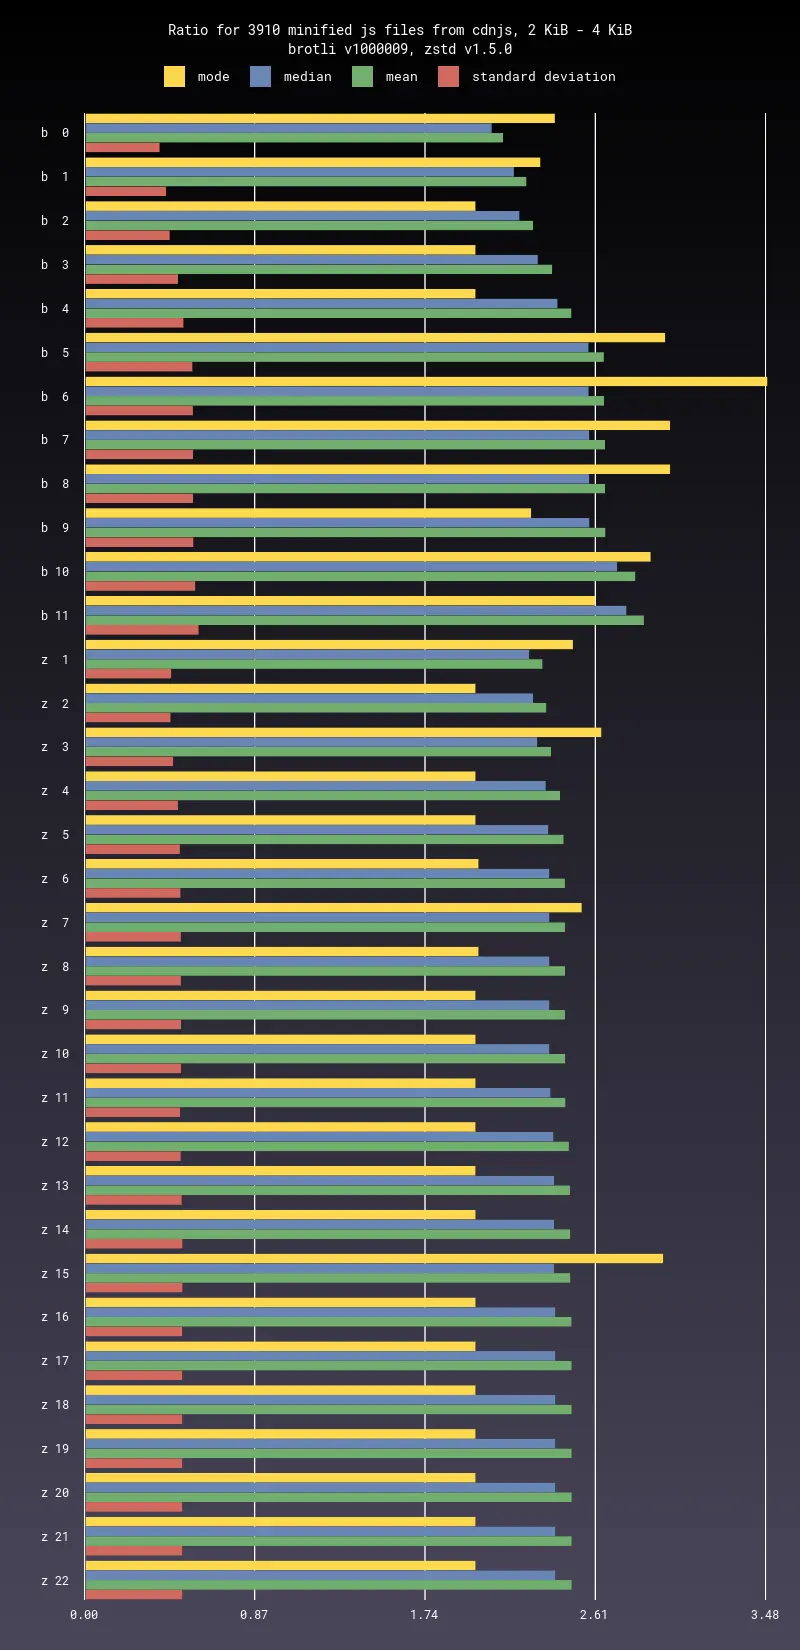 Ratio for 3910 minified js files from cdnjs, 2 KiB - 4 KiB
brotli v1000009, zstd v1.5.0
mode median mean standard deviation
b 0
b 1
b 2
b 3
b 4
b 5
b 6
b 7
b 8
b 9
b 10
b 11
z 1
z 2
z 3
z 4
z 5
z 6
z 7
z 8
z 9
z 10
z 11
z 12
z 13
z 14
z 15
z 16
z 17
z 18
z 19
z 20
z 21
z 22
0.00 0.87 1.74 2.61 3.48